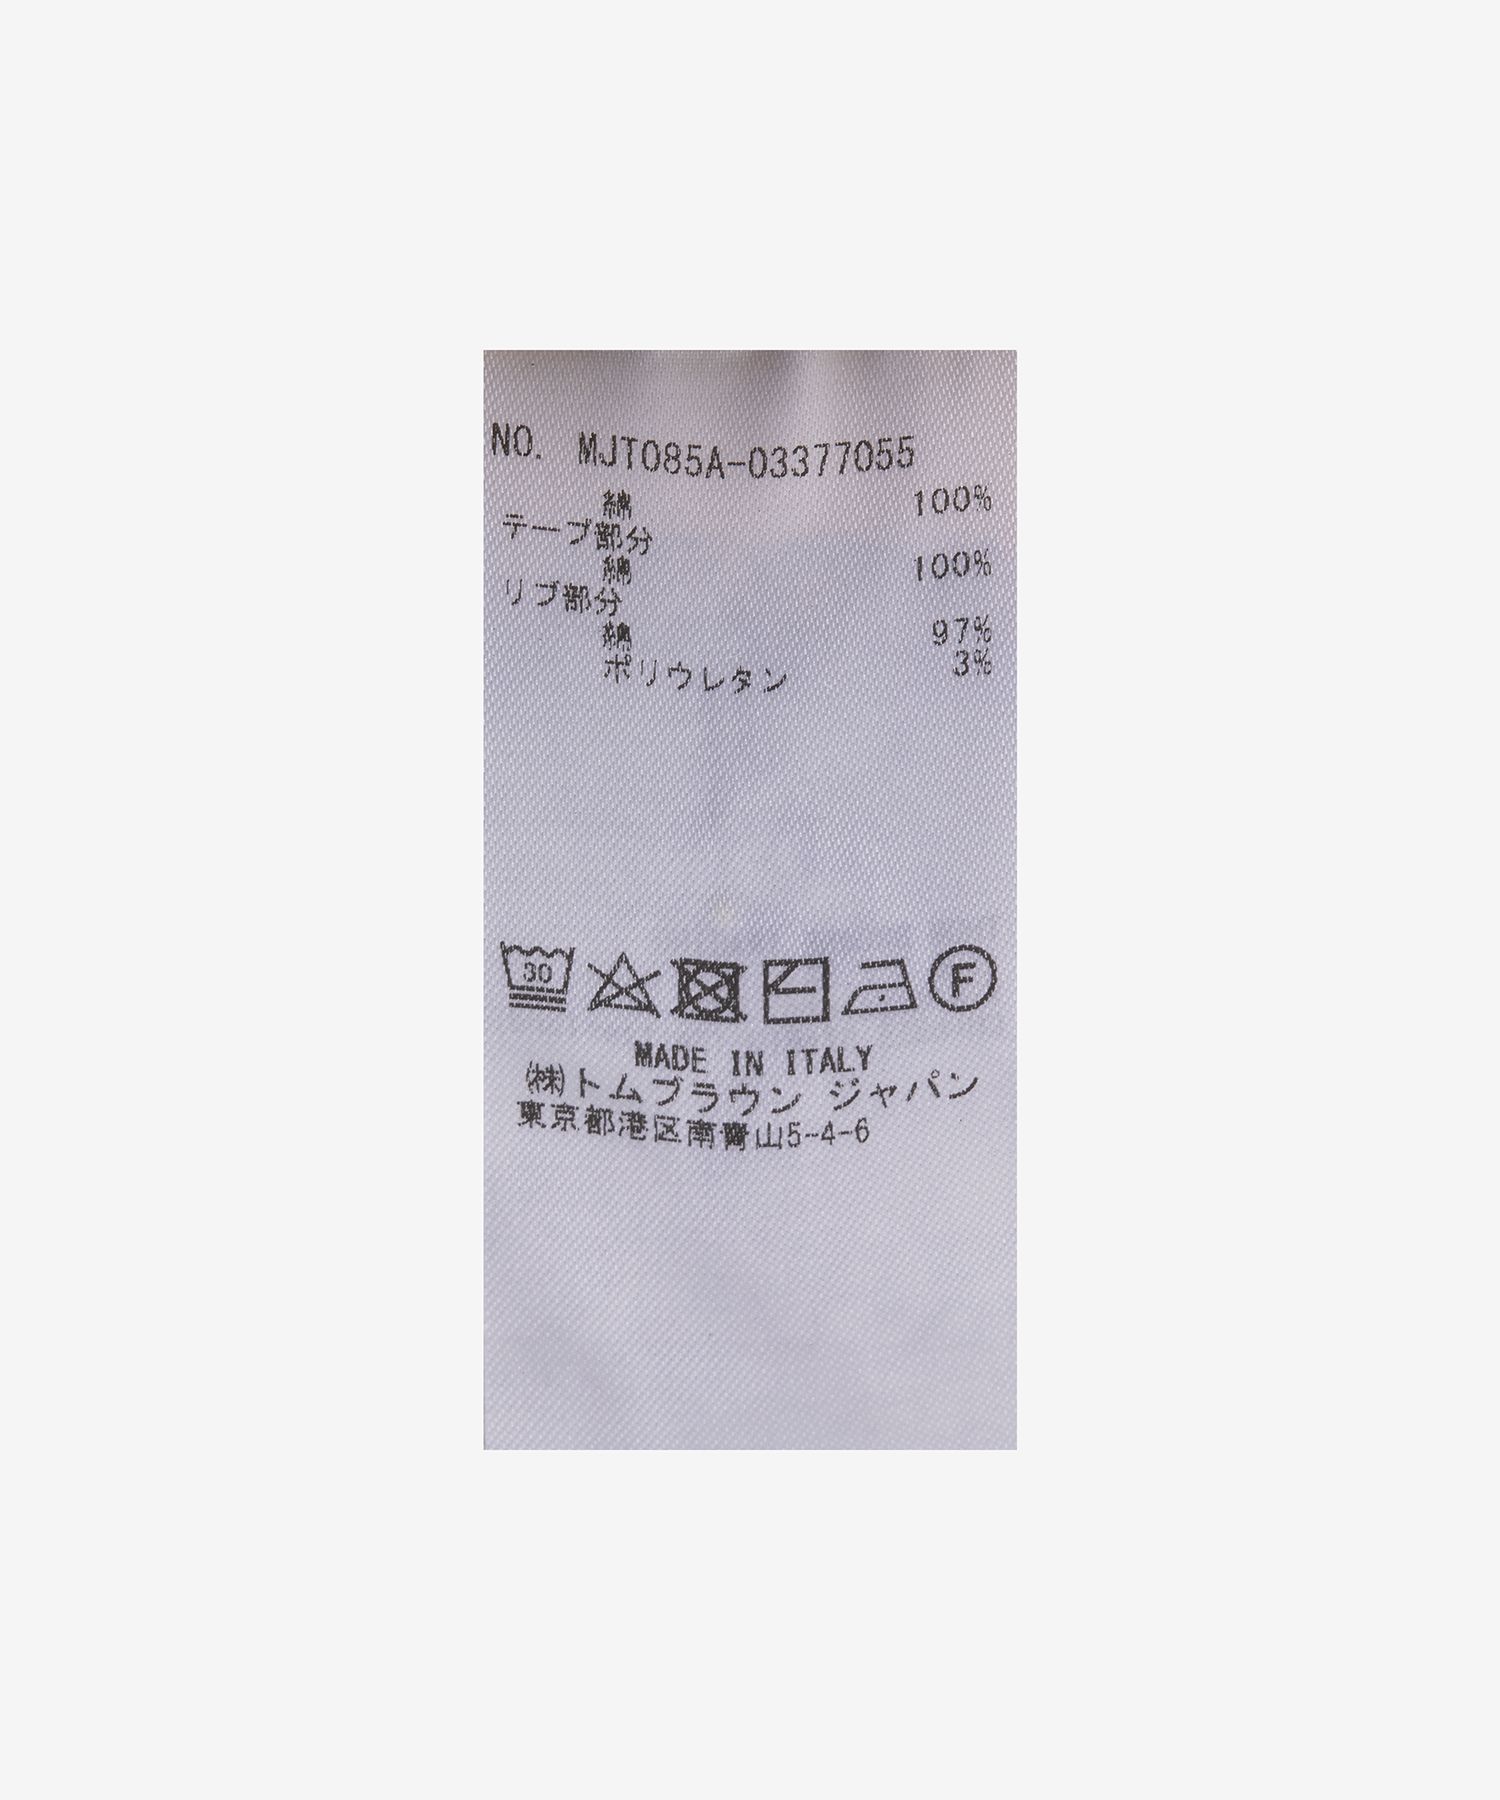 NO. MJT085A-03377055
綿 100%
テープ部分
綿 100%
リブ部分
綿 97%
ポリウレタン 3%
30
F
MADE IN ITALY
㈱トムブラウン ジャパン
東京都港区南青山5-4-6